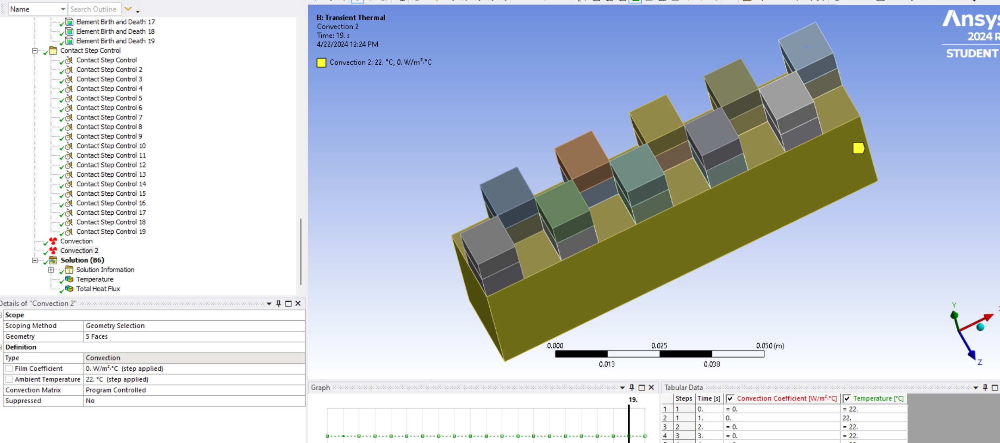 Name
Search Outline
Element Birth and Death 17
Element Birth and Death 18
Element Birth and Death 19
Contact Step Control
Contact Step Control
Contact Step Control 2
Contact Step Control 3
Contact Step Control 4
Contact Step Control 5
Contact Step Control 6
Contact Step Control 7
Contact Step Control 8
Contact Step Control 9
Contact Step Control 10
Contact Step Control 11
Contact Step Control 12
Contact Step Control 13
Contact Step Control 14
Contact Step Control 15
Contact Step Control 16
Contact Step Control 17
Contact Step Control 18
Contact Step Control 19
Convection
Convection 2
Solution (B6)
Solution Information
Temperature
Total Heat Flux
Details of "Convection 2"
Scope
Scoping Method Geometry Selection
Geometry 5 Faces
Definition
Type Convection
Film Coefficient 0. W/m²·°C (step applied)
Ambient Temperature 22. °C (step applied)
Convection Matrix Program Controlled
Suppressed No
B: Transient Thermal
Convection 2
Time: 19. s
4/22/2024 12:24 PM
Convection 2: 22. °C, 0. W/m²·°C
Ansys
2024 R
STUDENT
Y
Z
0.000 0.025 0.050 (m)
0.013 0.038
Graph
19.
Tabular Data
Steps Time [s] Convection Coefficient [W/m²·°C] Temperature [°C]
1 1 0. = 0. = 22.
2 1 1. 0. 22.
3 2 2. = 0. = 22.
4 3 3. = 0. = 22.